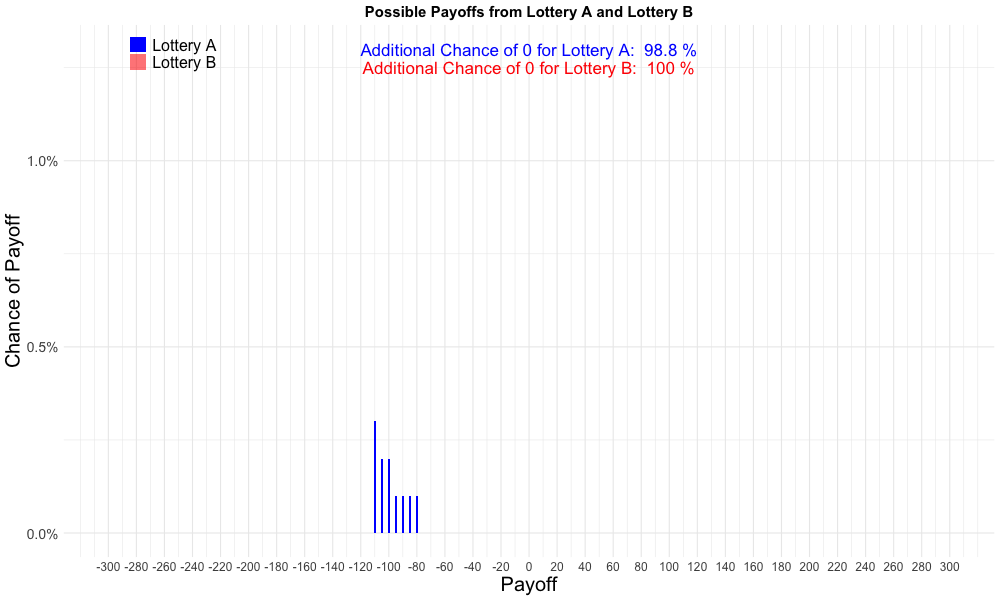 Possible Payoffs from Lottery A and Lottery B
Lottery A
Lottery B
Additional Chance of 0 for Lottery A:  98.8 %
Additional Chance of 0 for Lottery B:  100 %
Chance of Payoff
1.0%
0.5%
0.0%
-300 -280 -260 -240 -220 -200 -180 -160 -140 -120 -100 -80 -60 -40 -20 0 20 40 60 80 100 120 140 160 180 200 220 240 260 280 300
Payoff